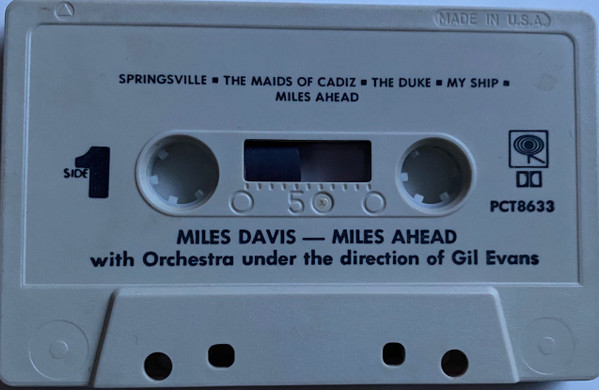 MADE IN U.S.A.
SPRINGSVILLE ■ THE MAIDS OF CADIZ ■ THE DUKE ■ MY SHIP ■
MILES AHEAD
SIDE 1
50
PCT8633
MILES DAVIS — MILES AHEAD
with Orchestra under the direction of Gil Evans